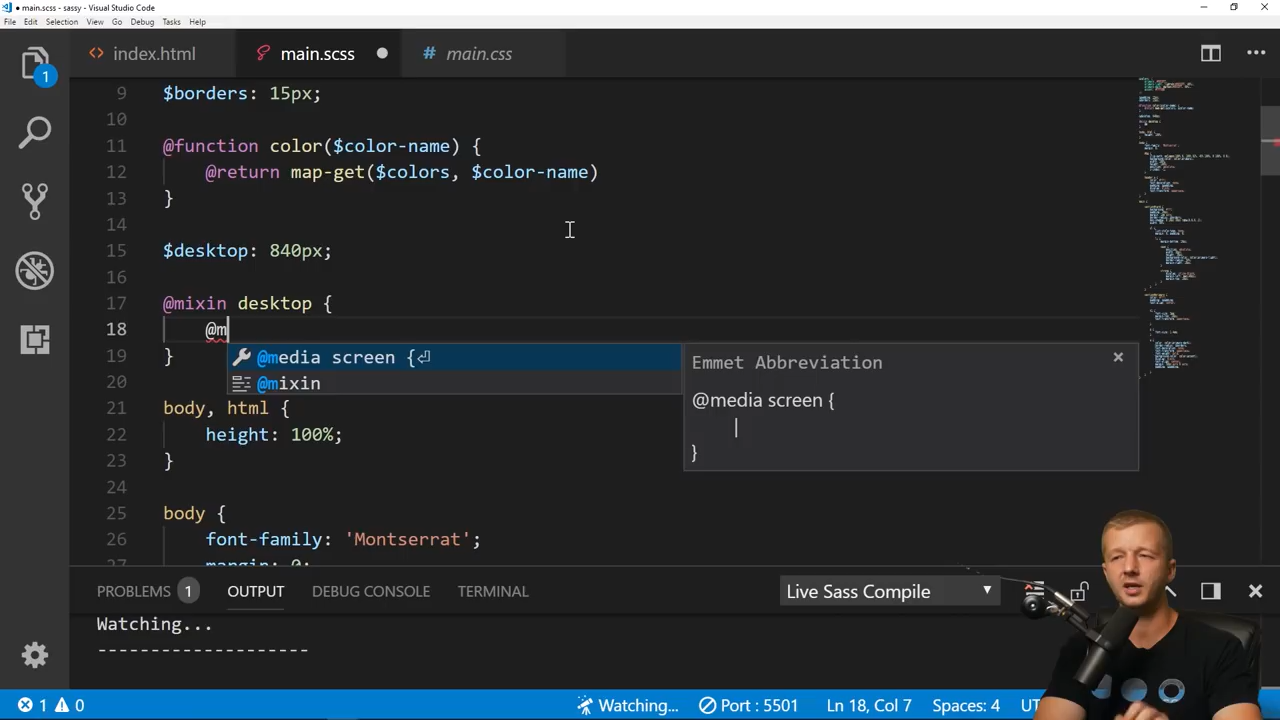 main.scss - sassy - Visual Studio Code
File Edit Selection View Go Debug Tasks Help
1
index.html
main.scss
# main.css
9 $borders: 15px;
10
11 @function color($color-name) {
12 @return map-get($colors, $color-name)
13 }
14
15 $desktop: 840px;
16
17 @mixin desktop {
18 @m
@media screen {
@mixin
Emmet Abbreviation
@media screen {
|
}
19 }
20
21 body, html {
22 height: 100%;
23 }
24
25 body {
26 font-family: 'Montserrat';
27 margin: 0;
PROBLEMS 1 OUTPUT DEBUG CONSOLE TERMINAL
Live Sass Compile
Watching...
--------------------
1 0 Watching... Port : 5501 Ln 18, Col 7 Spaces: 4